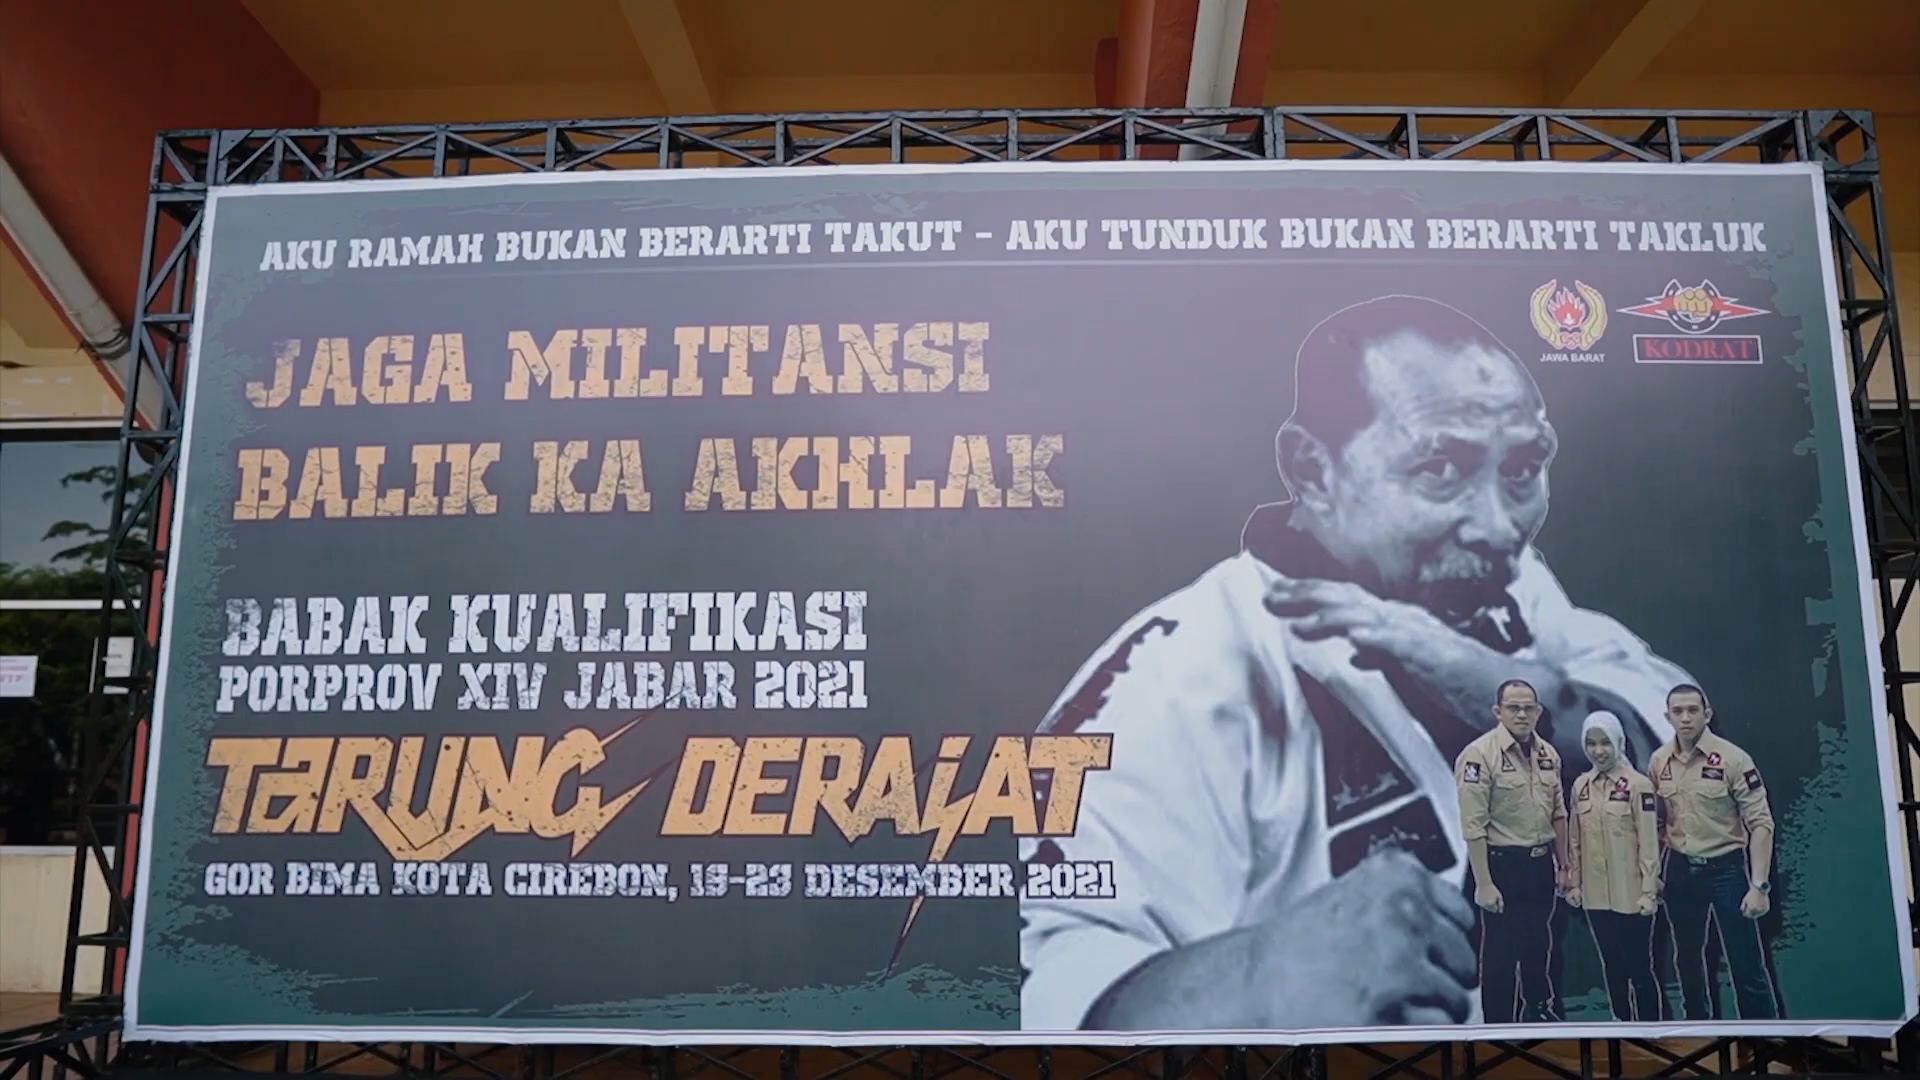 AKU RAMAH BUKAN BERARTI TAKUT - AKU TUNDUK BUKAN BERARTI TAKLUK
JAWA BARAT
KODRAT
JAGA MILITANSI
BALIK KA AKHLAK
BABAK KUALIFIKASI
PORPROV XIV JABAR 2021
TARUNG DERAJAT
GOR BIMA KOTA CIREBON, 19-23 DESEMBER 2021